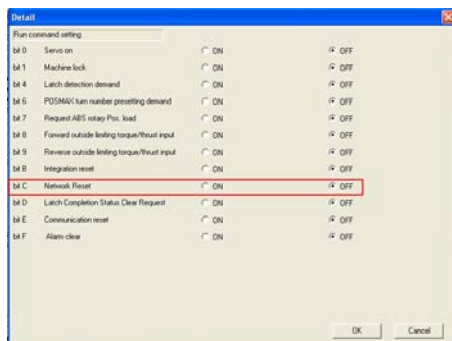 Detail
Run command setting
bit 0 Servo on ON OFF
bit 1 Machine lock ON OFF
bit 4 Latch detection demand ON OFF
bit 6 POSMAX turn number presetting demand ON OFF
bit 7 Request ABS rotary Pos. load ON OFF
bit 8 Forward outside limiting torque/thrust input ON OFF
bit 9 Reverse outside limiting torque/thrust input ON OFF
bit B Integration reset ON OFF
bit C Network Reset ON OFF
bit D Latch Completion Status Clear Request ON OFF
bit E Communication reset ON OFF
bit F Alarm clear ON OFF
OK Cancel